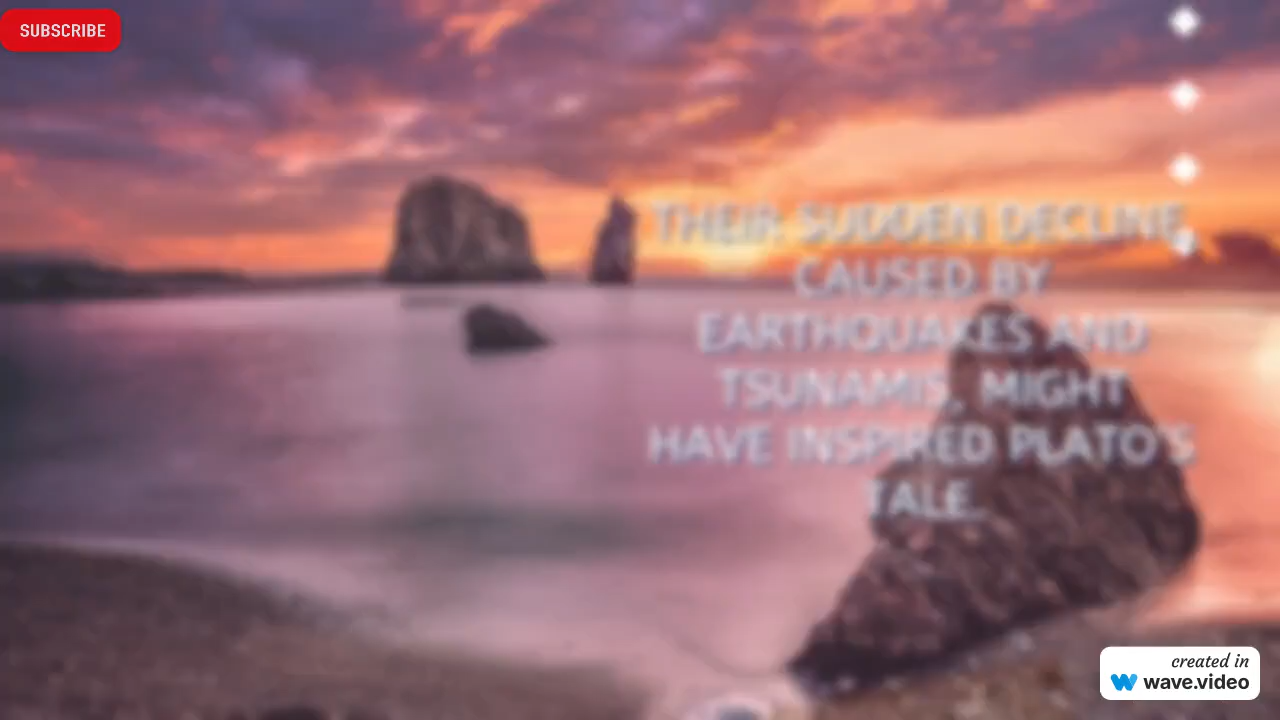 SUBSCRIBE
THEIR SUDDEN DECLINE,
CAUSED BY
EARTHQUAKES AND
TSUNAMIS, MIGHT
HAVE INSPIRED PLATO'S
TALE.
created in
wave.video